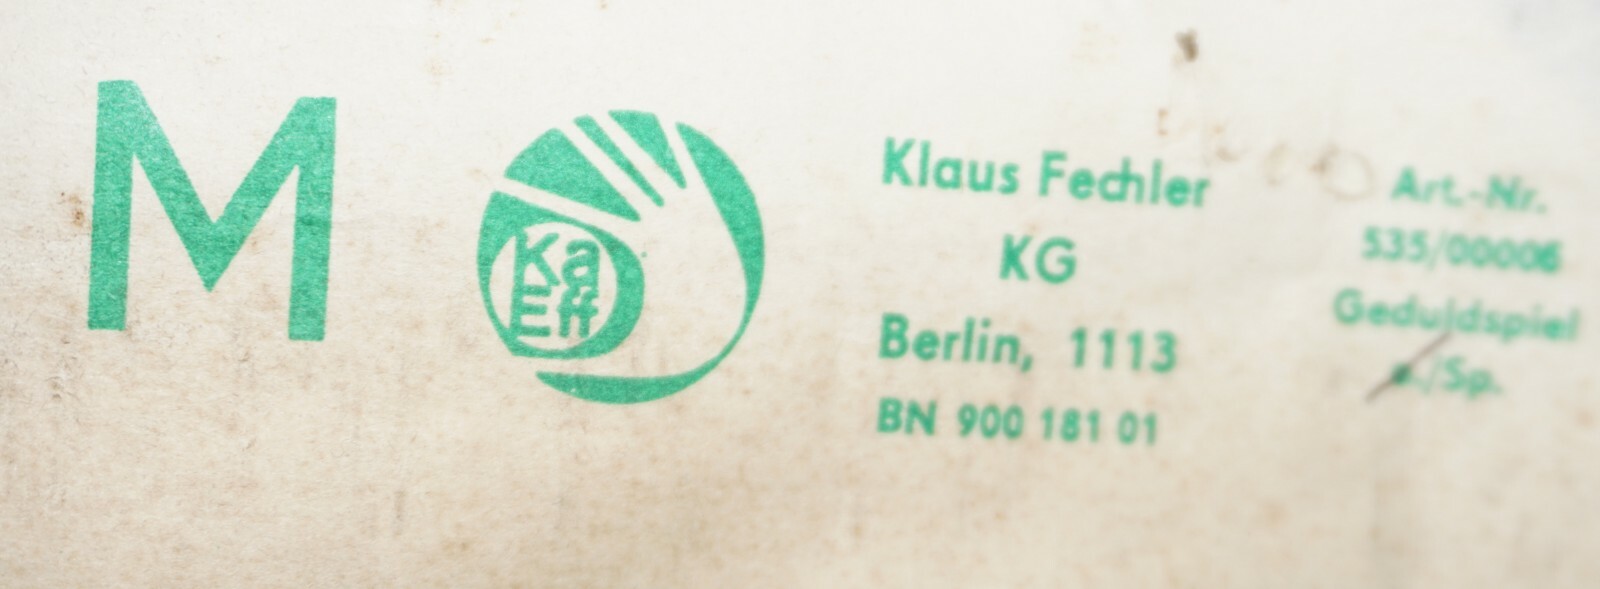 M
Ka
Eff
Klaus Fechler
KG
Berlin, 1113
BN 900 181 01
Art.-Nr.
535/00006
Geduldspiel
/Sp.